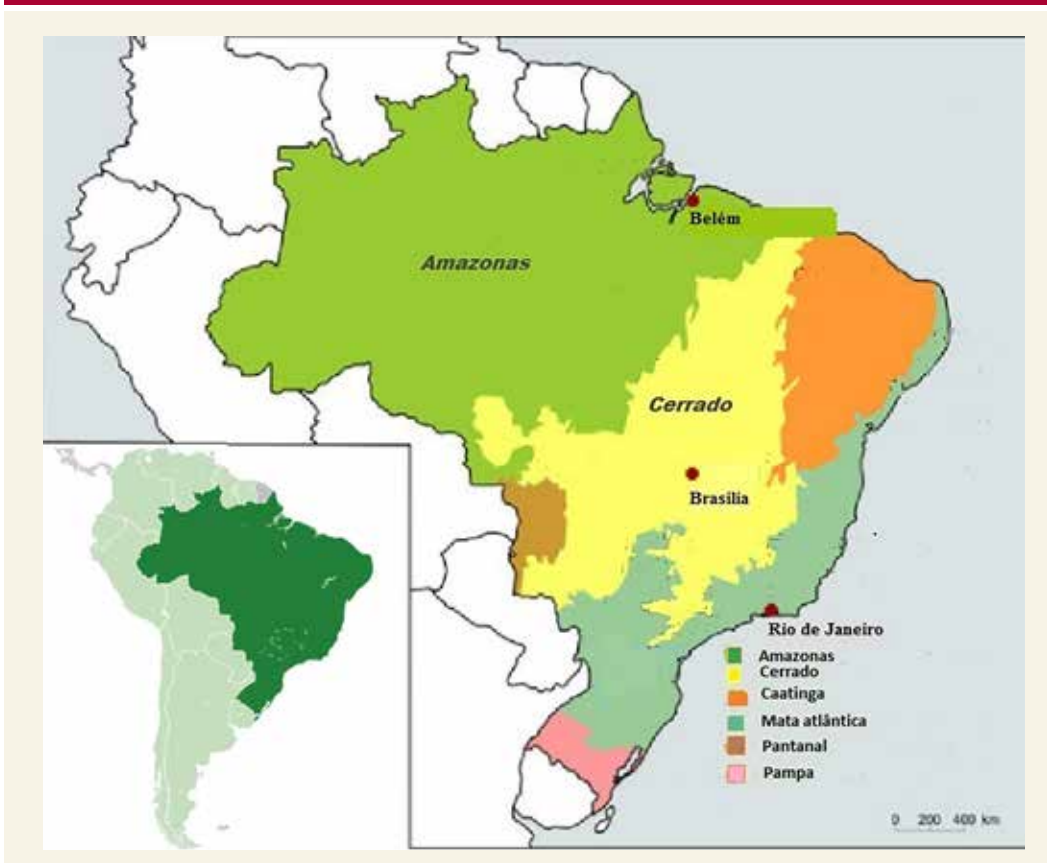 Belém
Amazonas
Cerrado
Brasília
Rio de Janeiro
Amazonas
Cerrado
Caatinga
Mata atlântica
Pantanal
Pampa
0 200 400 km